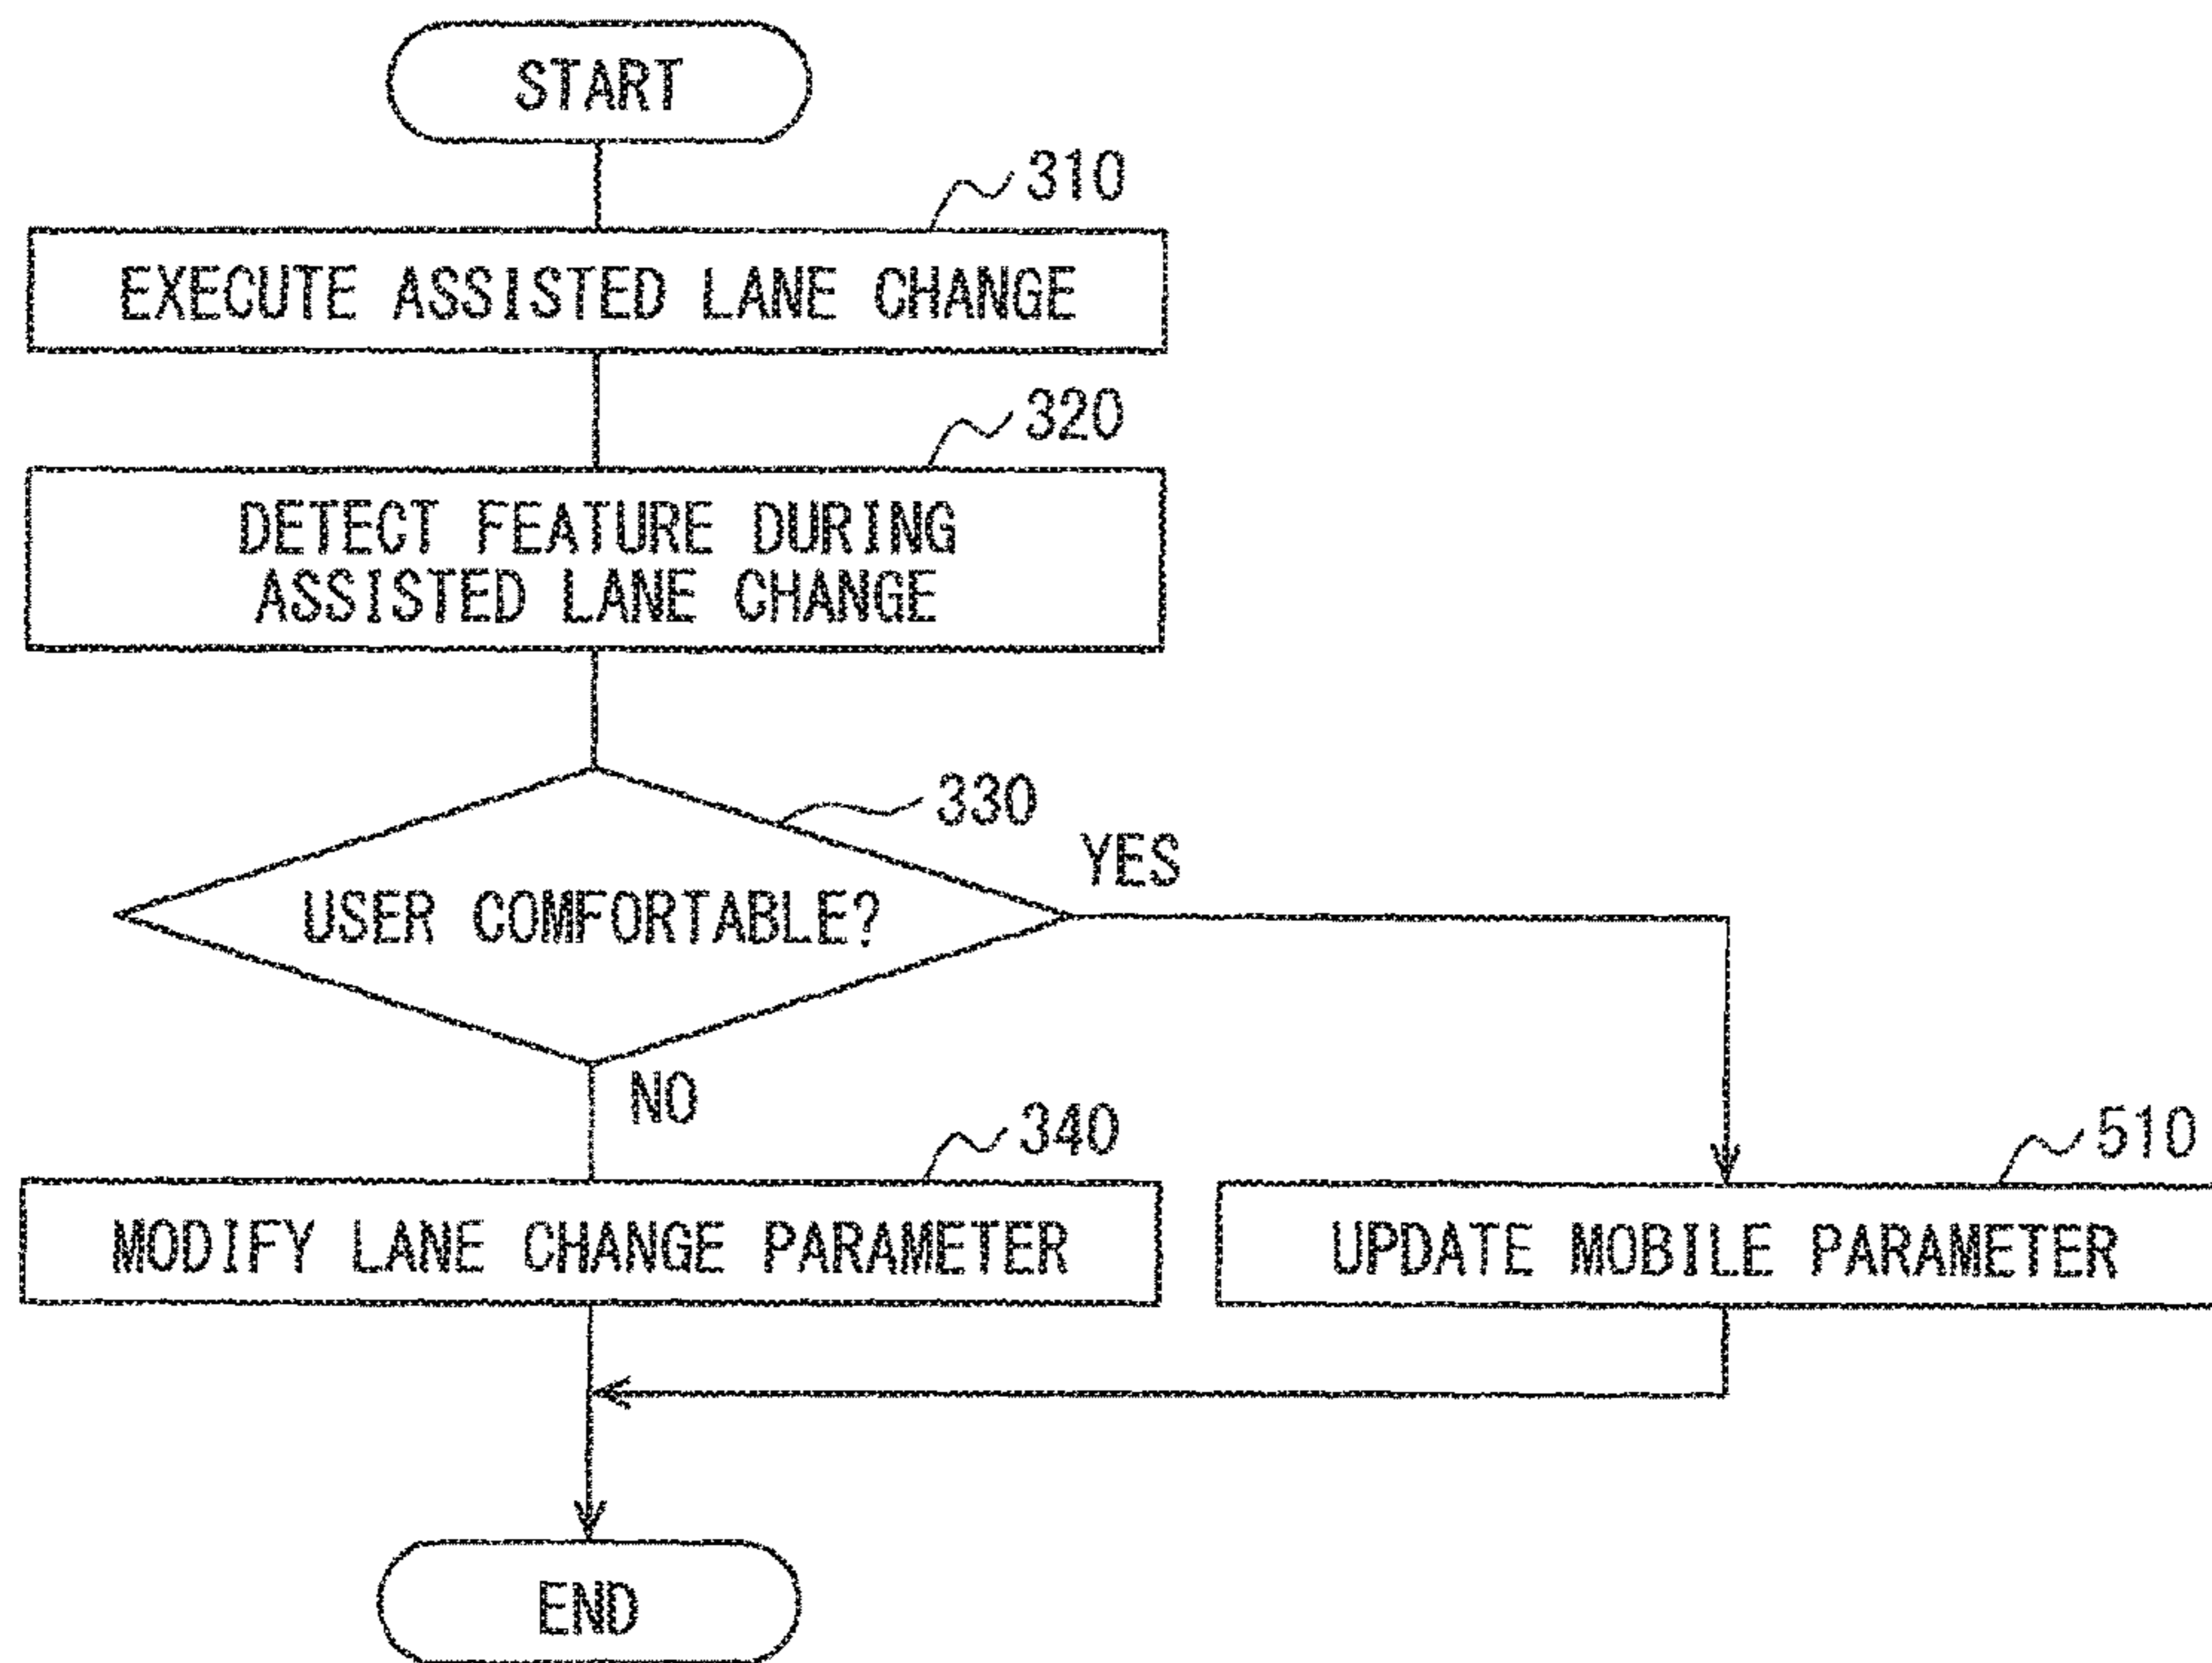 START
310
EXECUTE ASSISTED LANE CHANGE
320
DETECT FEATURE DURING
ASSISTED LANE CHANGE
330
USER COMFORTABLE?
YES
NO
340
MODIFY LANE CHANGE PARAMETER
510
UPDATE MOBILE PARAMETER
END